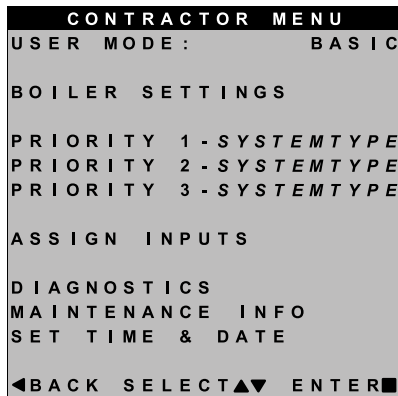 CONTRACTOR MENU
USER MODE: BASIC
BOILER SETTINGS
PRIORITY 1-SYSTEMTYPE
PRIORITY 2-SYSTEMTYPE
PRIORITY 3-SYSTEMTYPE
ASSIGN INPUTS
DIAGNOSTICS
MAINTENANCE INFO
SET TIME & DATE
◀BACK SELECT▲▼ ENTER■